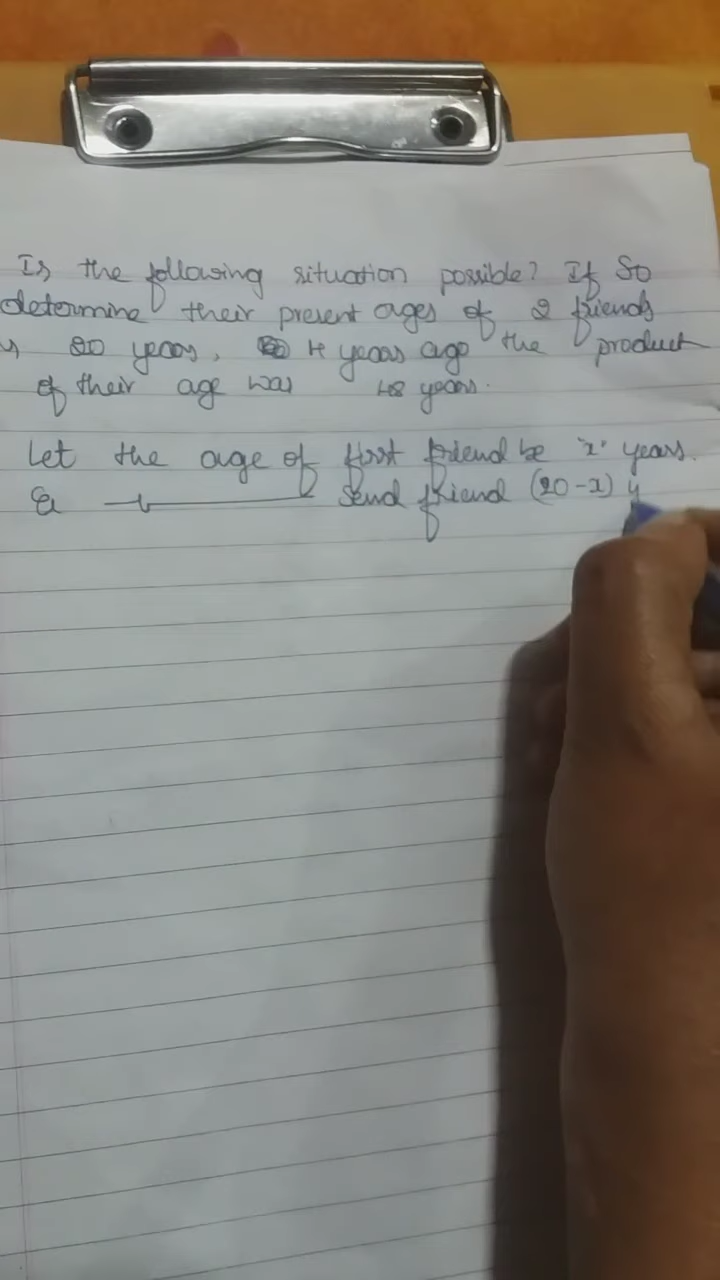 Is the following situation possible? If So
determine their present ages of 2 friends
is 20 years, 4 years ago the product
of their age was 48 years.
Let the age of first friend be 'x' years.
friend (20-x) y